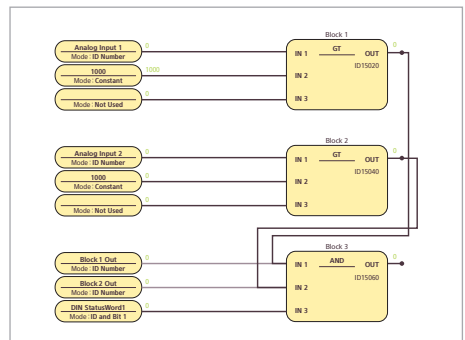 Block 1
Analog Input 1
Mode : ID Number
0
1000
Mode : Constant
1000
Mode : Not Used
0
IN 1
GT
OUT
0
ID15020
IN 2
IN 3
Block 2
Analog Input 2
Mode : ID Number
0
1000
Mode : Constant
0
Mode : Not Used
0
IN 1
GT
OUT
0
ID15040
IN 2
IN 3
Block 3
Block 1 Out
Mode : ID Number
0
Block 2 Out
Mode : ID Number
0
DIN StatusWord1
Mode : ID and Bit 1
0
IN 1
AND
OUT
0
ID15060
IN 2
IN 3